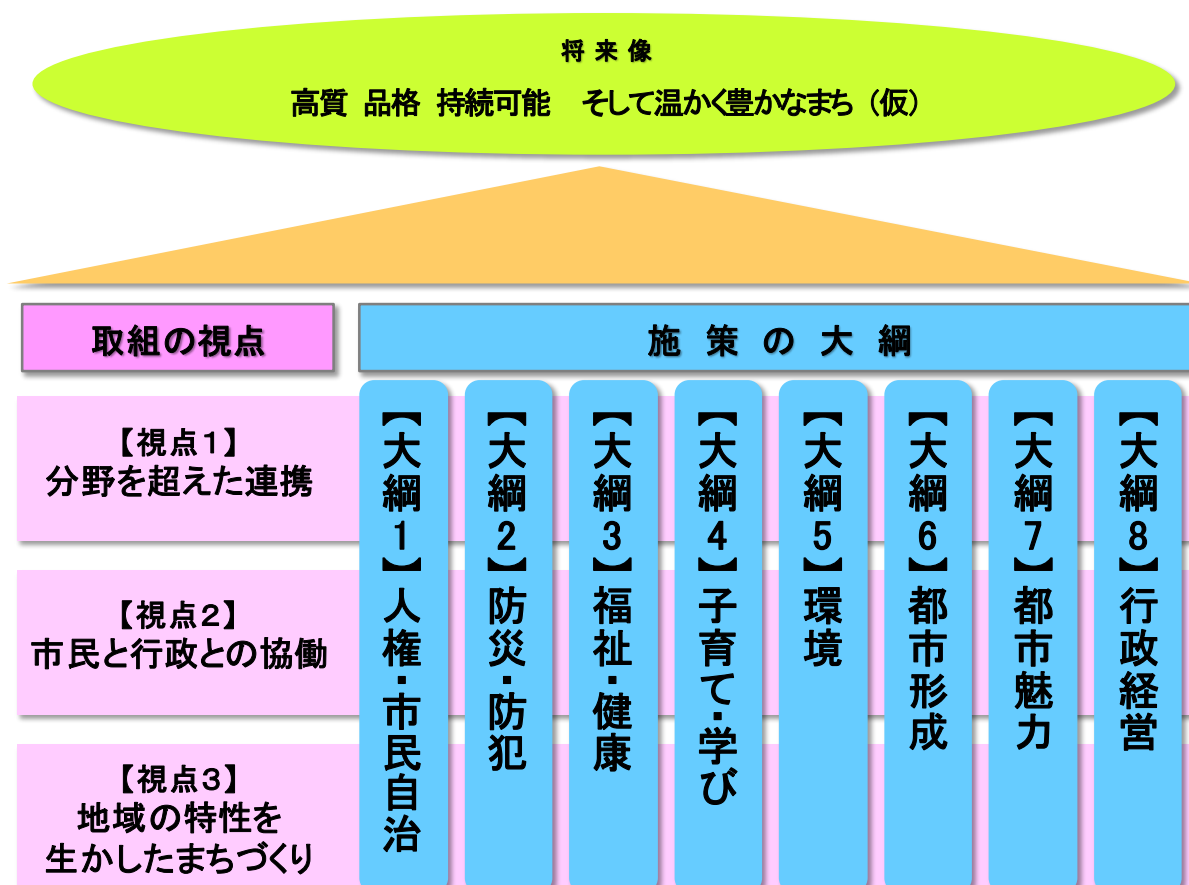 将来像
高質 品格 持続可能 そして温かく豊かなまち（仮）
取組の視点
施策の大綱
【視点１】
分野を超えた連携
【視点２】
市民と行政との協働
【視点３】
地域の特性を
生かしたまちづくり
【大綱1】人権・市民自治
【大綱2】防災・防犯
【大綱3】福祉・健康
【大綱4】子育て・学び
【大綱5】環境
【大綱6】都市形成
【大綱7】都市魅力
【大綱8】行政経営